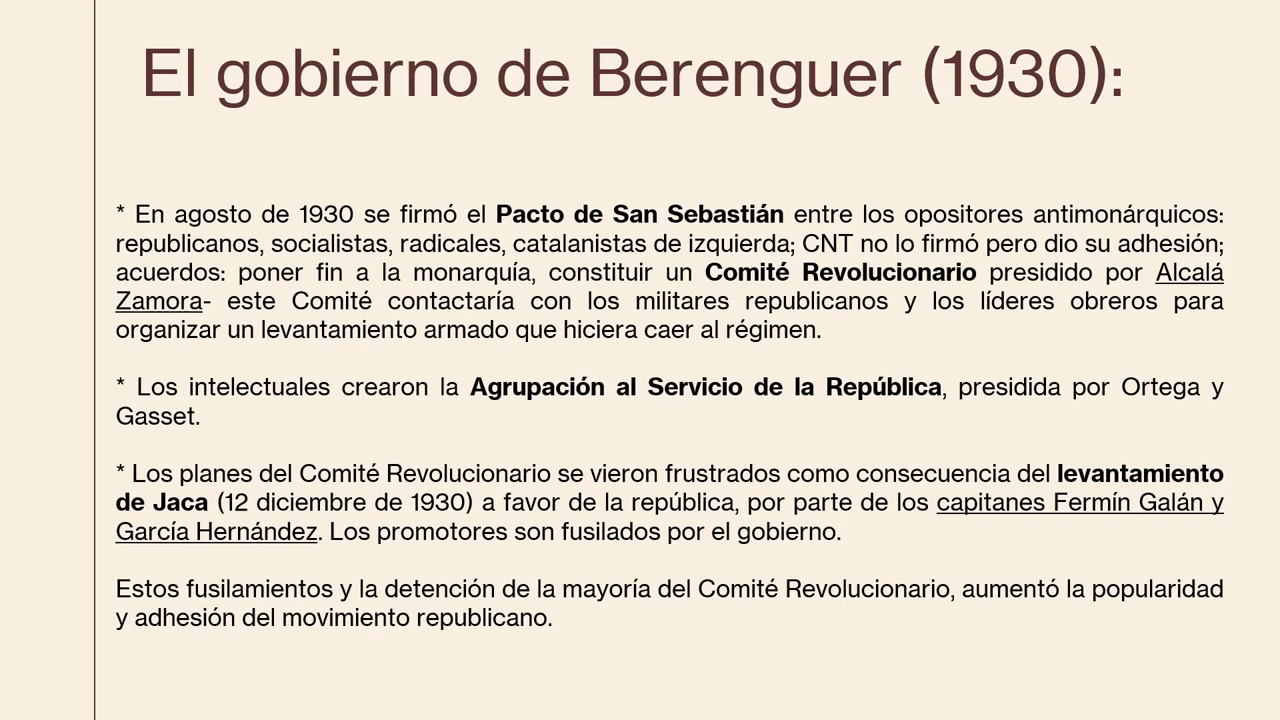 El gobierno de Berenguer (1930):
* En agosto de 1930 se firmó el Pacto de San Sebastián entre los opositores antimonárquicos:
republicanos, socialistas, radicales, catalanistas de izquierda; CNT no lo firmó pero dio su adhesión;
acuerdos: poner fin a la monarquía, constituir un Comité Revolucionario presidido por Alcalá
Zamora- este Comité contactaría con los militares republicanos y los líderes obreros para
organizar un levantamiento armado que hiciera caer al régimen.
* Los intelectuales crearon la Agrupación al Servicio de la República, presidida por Ortega y
Gasset.
* Los planes del Comité Revolucionario se vieron frustrados como consecuencia del levantamiento
de Jaca (12 diciembre de 1930) a favor de la república, por parte de los capitanes Fermín Galán y
García Hernández. Los promotores son fusilados por el gobierno.
Estos fusilamientos y la detención de la mayoría del Comité Revolucionario, aumentó la popularidad
y adhesión del movimiento republicano.